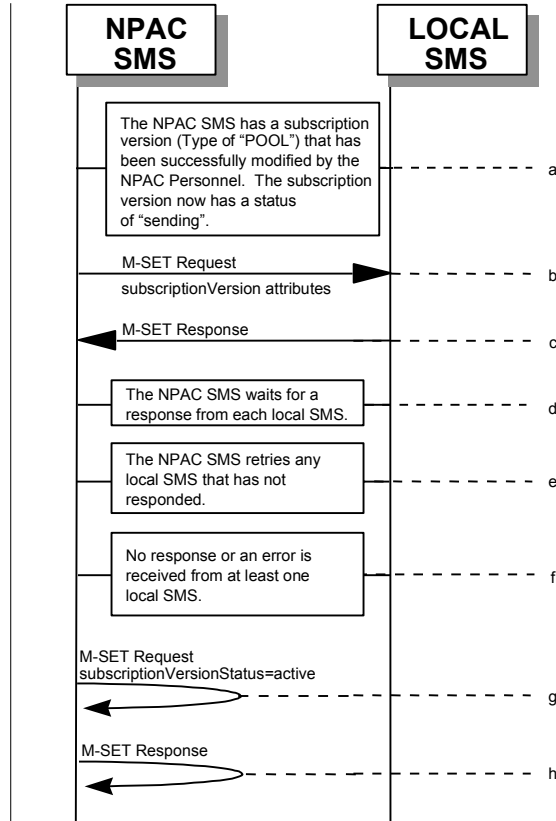 NPAC
SMS
LOCAL
SMS
The NPAC SMS has a subscription
version (Type of “POOL”) that has
been successfully modified by the
NPAC Personnel.  The subscription
version now has a status
of “sending”.
a
M-SET Request
b
subscriptionVersion attributes
M-SET Response
c
The NPAC SMS waits for a
response from each local SMS.
d
The NPAC SMS retries any
local SMS that has not
responded.
e
No response or an error is
received from at least one
local SMS.
f
M-SET Request
subscriptionVersionStatus=active
g
M-SET Response
h